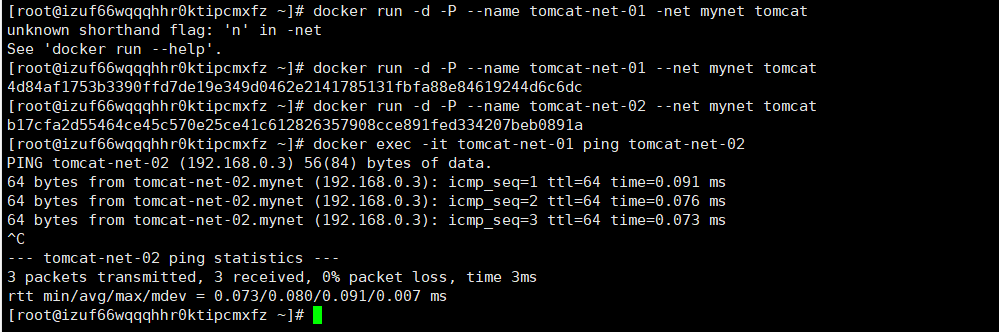 [root@izuf66wqqqhhr0ktipcmxfz ~]# docker run -d -P --name tomcat-net-01 -net mynet tomcat
unknown shorthand flag: 'n' in -net
See 'docker run --help'.
[root@izuf66wqqqhhr0ktipcmxfz ~]# docker run -d -P --name tomcat-net-01 --net mynet tomcat
4d84af1753b3390ffd7de19e349d0462e2141785131fbfa88e84619244d6c6dc
[root@izuf66wqqqhhr0ktipcmxfz ~]# docker run -d -P --name tomcat-net-02 --net mynet tomcat
b17cfa2d55464ce45c570e25ce41c612826357908cce891fed334207beb0891a
[root@izuf66wqqqhhr0ktipcmxfz ~]# docker exec -it tomcat-net-01 ping tomcat-net-02
PING tomcat-net-02 (192.168.0.3) 56(84) bytes of data.
64 bytes from tomcat-net-02.mynet (192.168.0.3): icmp_seq=1 ttl=64 time=0.091 ms
64 bytes from tomcat-net-02.mynet (192.168.0.3): icmp_seq=2 ttl=64 time=0.076 ms
64 bytes from tomcat-net-02.mynet (192.168.0.3): icmp_seq=3 ttl=64 time=0.073 ms
^C
--- tomcat-net-02 ping statistics ---
3 packets transmitted, 3 received, 0% packet loss, time 3ms
rtt min/avg/max/mdev = 0.073/0.080/0.091/0.007 ms
[root@izuf66wqqqhhr0ktipcmxfz ~]#